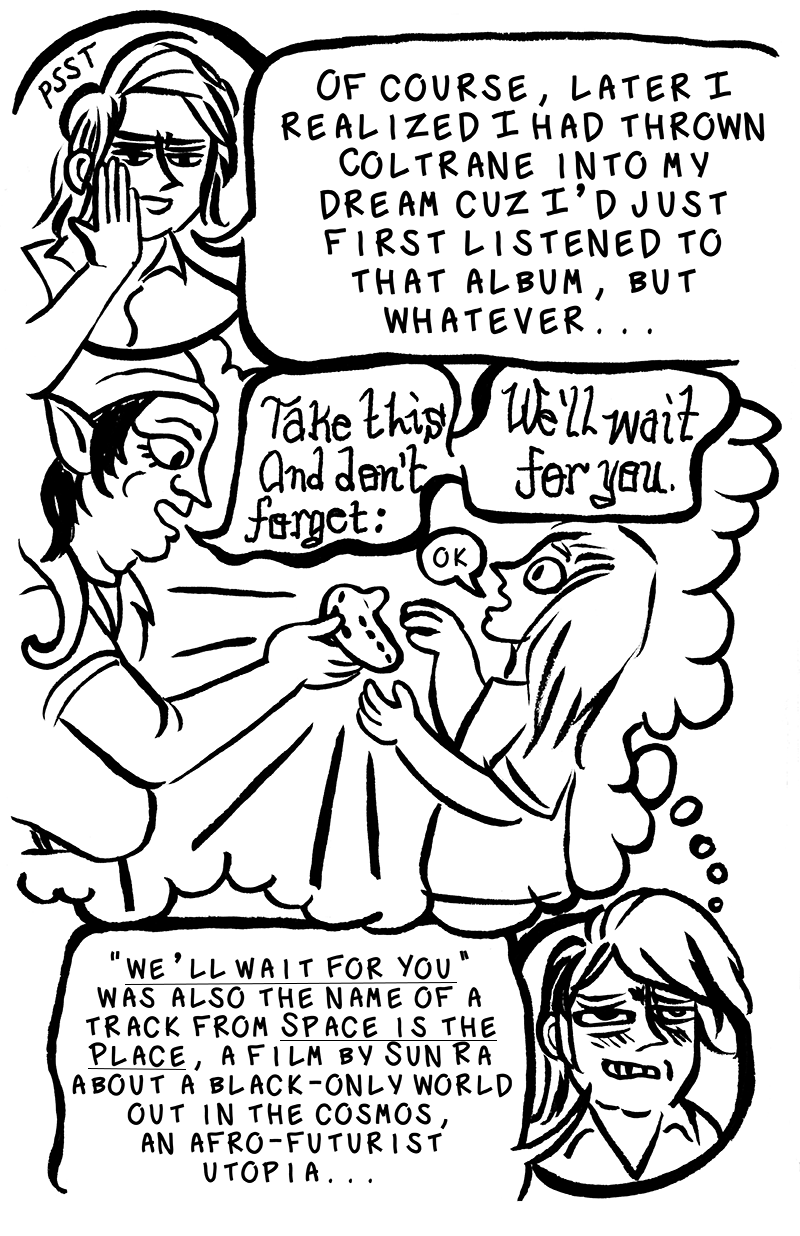 PSST
OF COURSE, LATER I
REALIZED I HAD THROWN
COLTRANE INTO MY
DREAM CUZ I'D JUST
FIRST LISTENED TO
THAT ALBUM, BUT
WHATEVER...
Take this
And don't
forget:
We'll wait
for you.
OK
"WE'LL WAIT FOR YOU"
WAS ALSO THE NAME OF A
TRACK FROM SPACE IS THE
PLACE, A FILM BY SUN RA
ABOUT A BLACK-ONLY WORLD
OUT IN THE COSMOS,
AN AFRO-FUTURIST
UTOPIA...